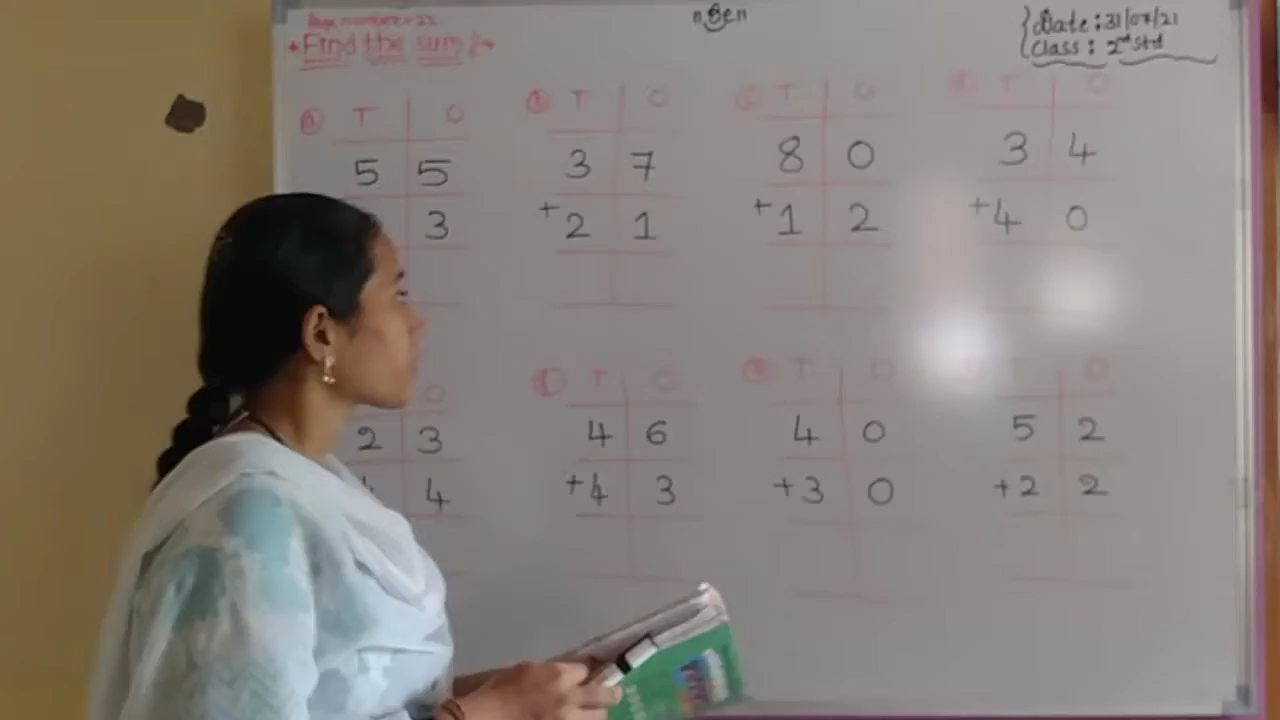 Page number: 22
* Find the sum :→
"ᴨ8en"
Date : 31/07/21
Class : 2nd Std
a T O
5 5
3
b T O
3 7
+ 2 1
c T O
8 0
+ 1 2
d T O
3 4
+ 4 0
O
2 3
4
f T O
4 6
+ 4 3
g T O
4 0
+ 3 0
O
5 2
+ 2 2